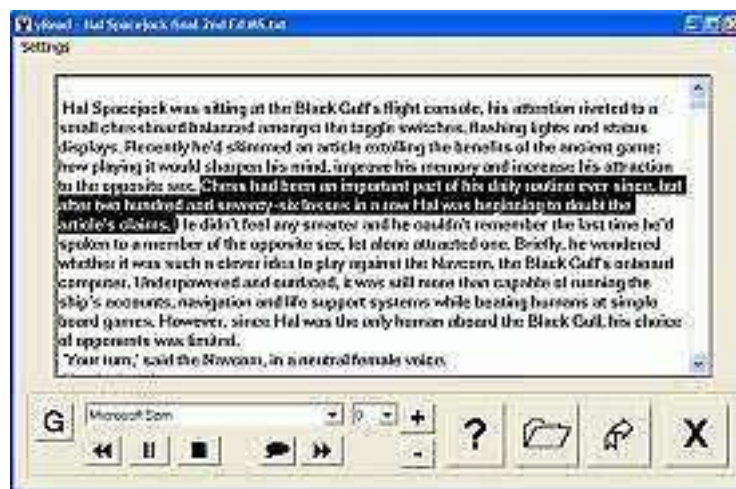 yRead - Hal Spacejock final 2nd Ed #5.txt
Settings
Hal Spacejock was sitting at the Black Gull's flight console, his attention riveted to a
small chessboard balanced amongst the toggle switches, flashing lights and status
displays. Recently he'd skimmed an article extolling the benefits of the ancient game;
how playing it would sharpen his mind, improve his memory and increase his attraction
to the opposite sex. Chess had been an important part of his daily routine ever since, but
after two hundred and seventy-six losses in a row Hal was beginning to doubt the
article's claims. He didn't feel any smarter and he couldn't remember the last time he'd
spoken to a member of the opposite sex, let alone attracted one. Briefly, he wondered
whether it was such a clever idea to play against the Navcom, the Black Gull's onboard
computer. Underpowered and outdated, it was still more than capable of running the
ship's accounts, navigation and life support systems while beating humans at simple
board games. However, since Hal was the only human aboard the Black Gull, his choice
of opponents was limited.
'Your turn,' said the Navcom, in a neutral female voice.
G
Microsoft Sam
0
+
-
?
X